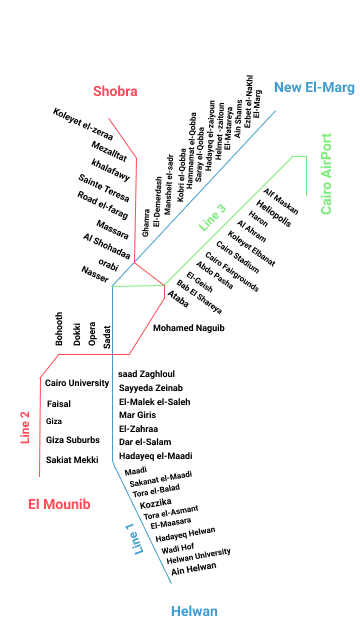 Shobra
New El-Marg
Koleyet el-zeraa
Mezalltat
khalafawy
Sainte Teresa
Road el-farag
Massara
Al Shohadaa
orabi
Nasser
Ghamra
El-Demerdash
Mensheit el-sadr
Kobri el-Qobba
Hammamat el-Qobba
Saray el-Qobba
Hadayeq el-zaiyoun
Helmet -zaitoun
El-Matareya
Ain Shams
Ezbet el-NaKhl
El-Marg
Cairo AirPort
Line 3
Alf Maskan
Heliopolis
Haron
Al Ahram
Koleyet Elbanat
Cairo Stadium
Cairo Fairgrounds
Abdo Pasha
El-Geish
Bab El Shareya
Ataba
Mohamed Naguib
Bohooth
Dokki
Opera
Sadat
Cairo University
Faisal
Giza
Giza Suburbs
Sakiat Mekki
Line 2
El Mounib
saad Zaghloul
Sayyeda Zeinab
El-Malek el-Saleh
Mar Giris
El-Zahraa
Dar el-Salam
Hadayeq el-Maadi
Maadi
Sakanat el-Maadi
Tora el-Balad
Kozzika
Tora el-Asmant
El-Maasara
Hadayeq Helwan
Wadi Hof
Helwan University
Ain Helwan
Line 1
Helwan